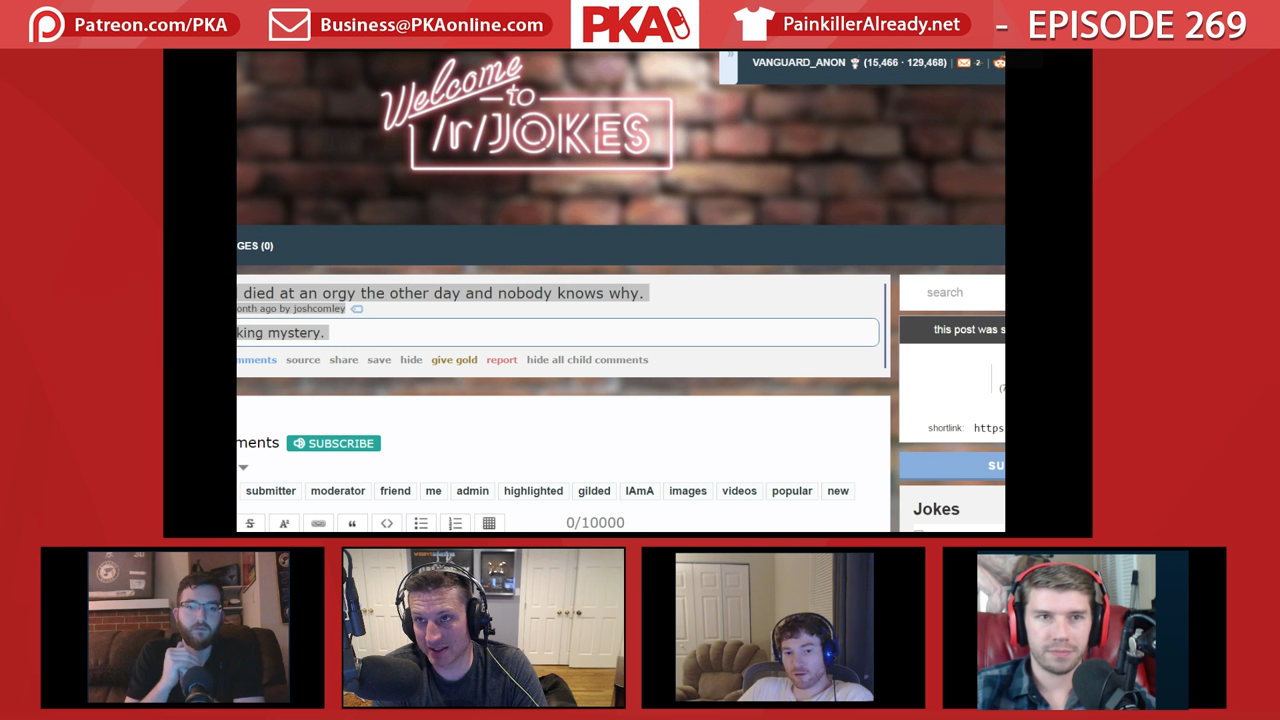 Patreon.com/PKA
Business@PKAonline.com
PKA
PainkillerAlready.net
- EPISODE 269
Welcome
to
/r/JOKES
VANGUARD_ANON (15,466 · 129,468) | 2 |
GES (0)
died at an orgy the other day and nobody knows why.
onth ago by joshcomley
king mystery.
mments source share save hide give gold report hide all child comments
search
this post was s
shortlink: https
ments SUBSCRIBE
SU
submitter moderator friend me admin highlighted gilded IAmA images videos popular new
Jokes
0/10000